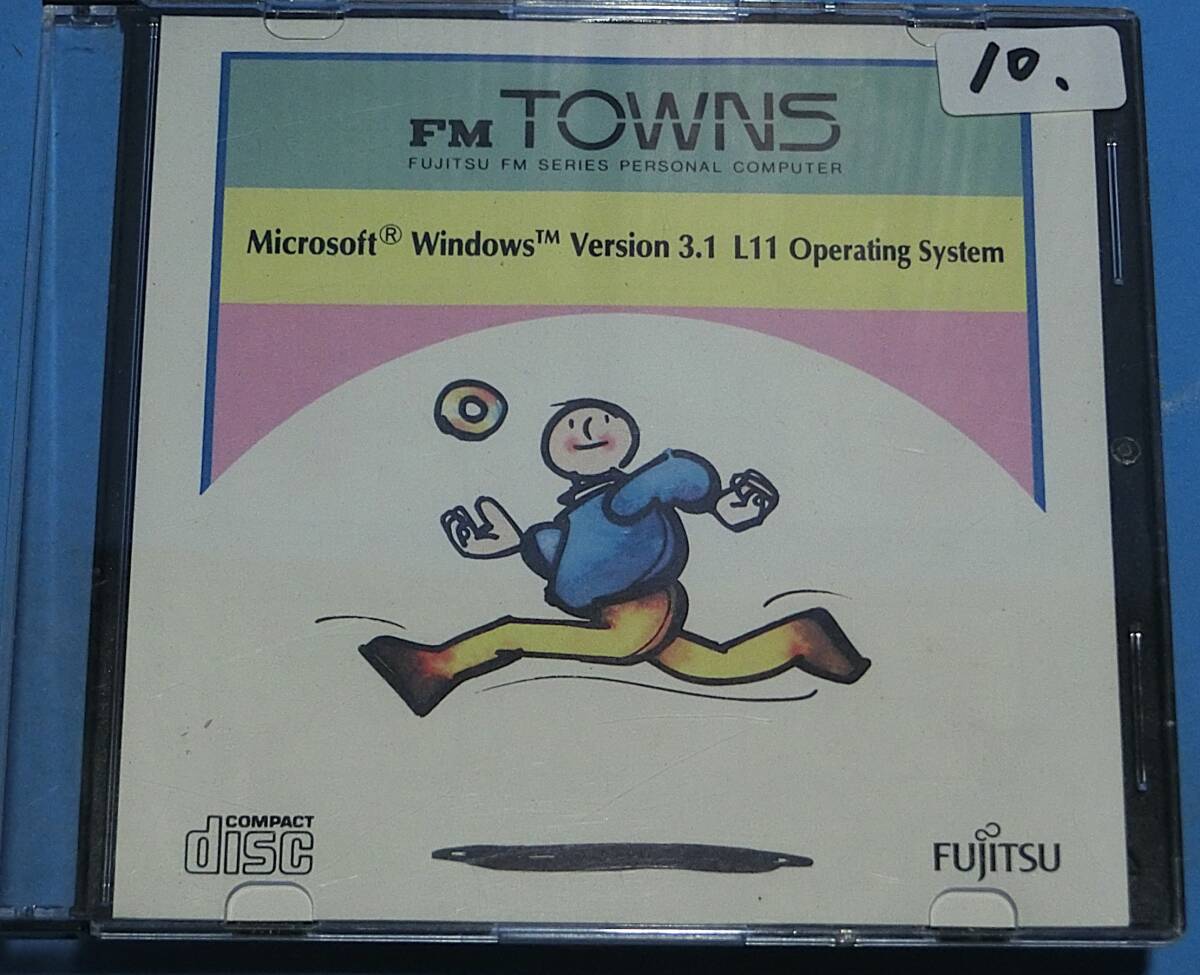 10.
FM TOWNS
FUJITSU FM SERIES PERSONAL COMPUTER
Microsoft® Windows™ Version 3.1 L11 Operating System
COMPACT
disc
FUJITSU